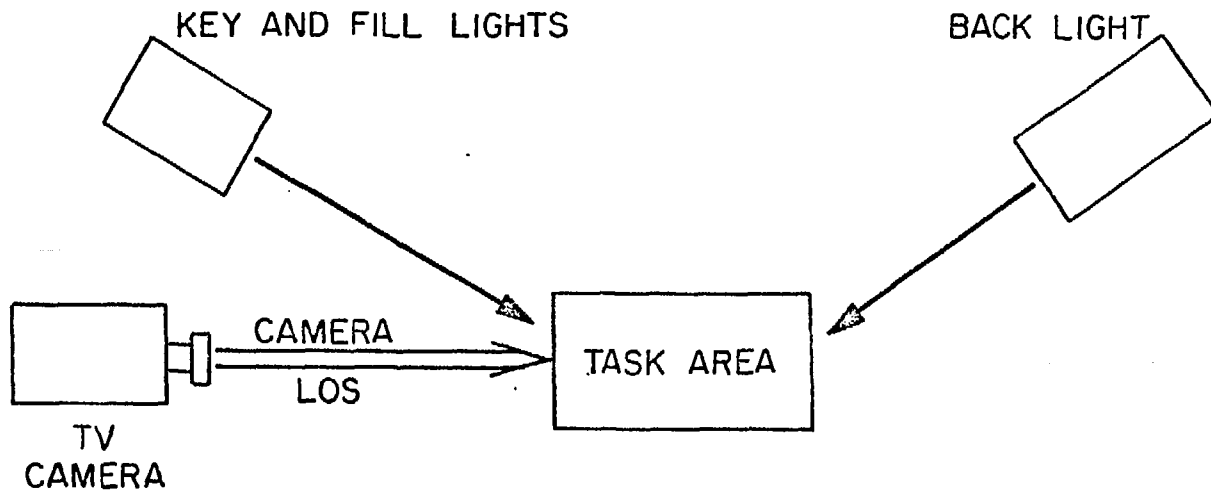 KEY AND FILL LIGHTS
BACK LIGHT
CAMERA
LOS
TASK AREA
TV
CAMERA